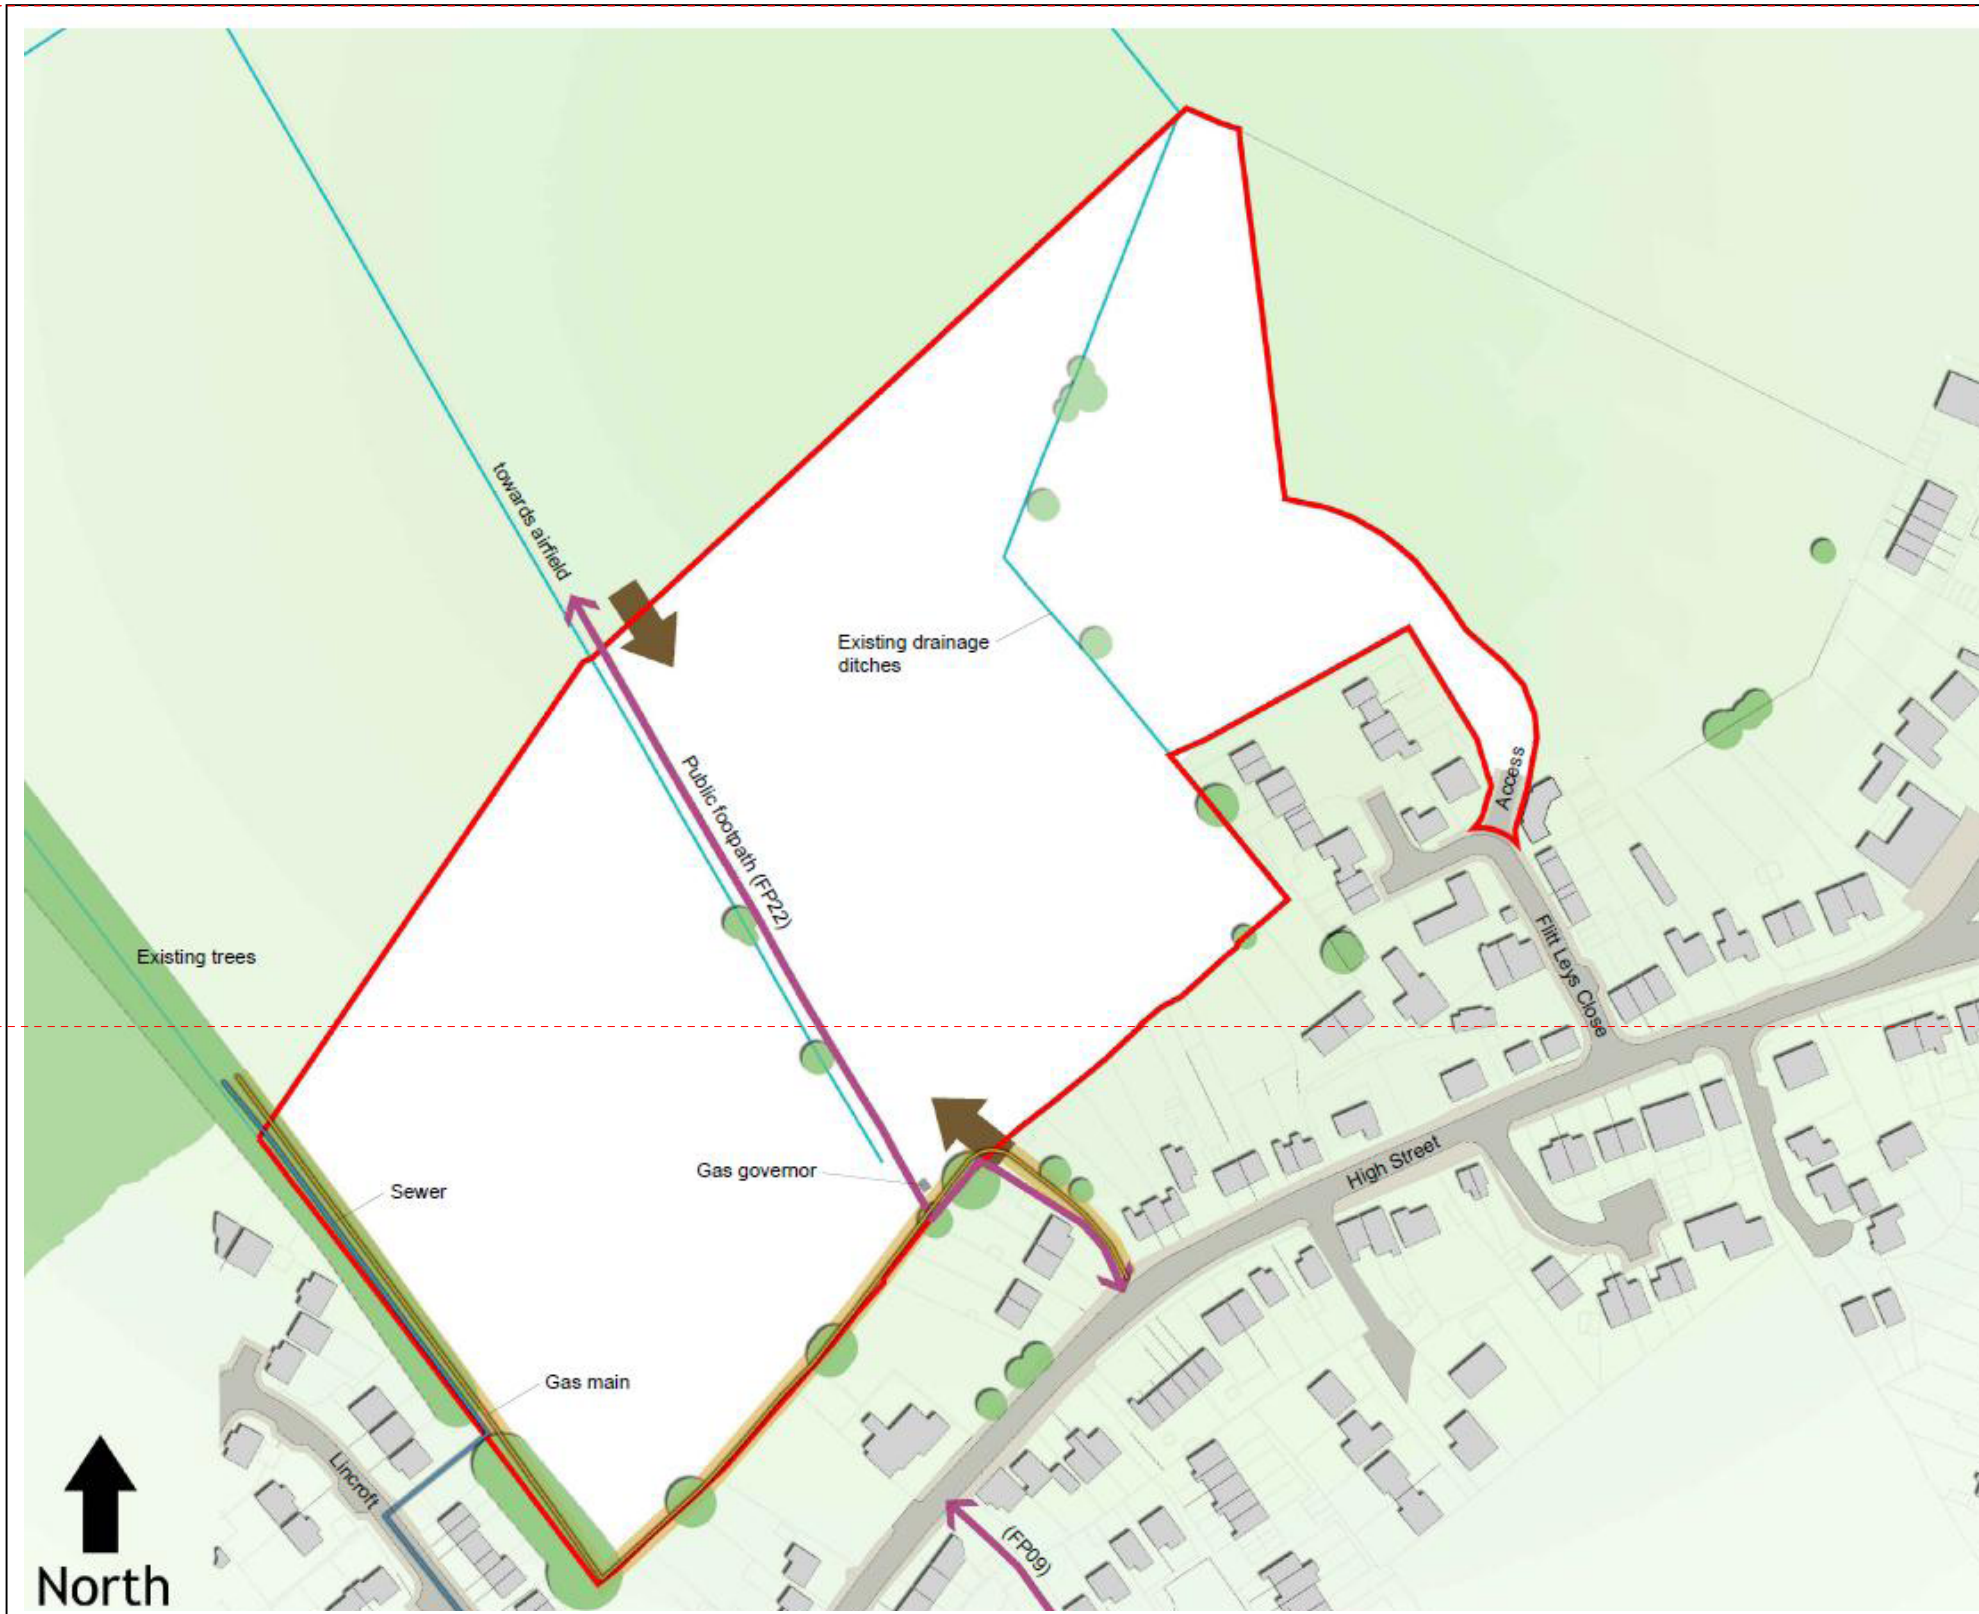 towards airfield
Existing drainage
ditches
Public footpath (FP22)
Access
Existing trees
Flitt Leys Close
Gas governor
High Street
Sewer
Gas main
Lincroft
(FP09)
North